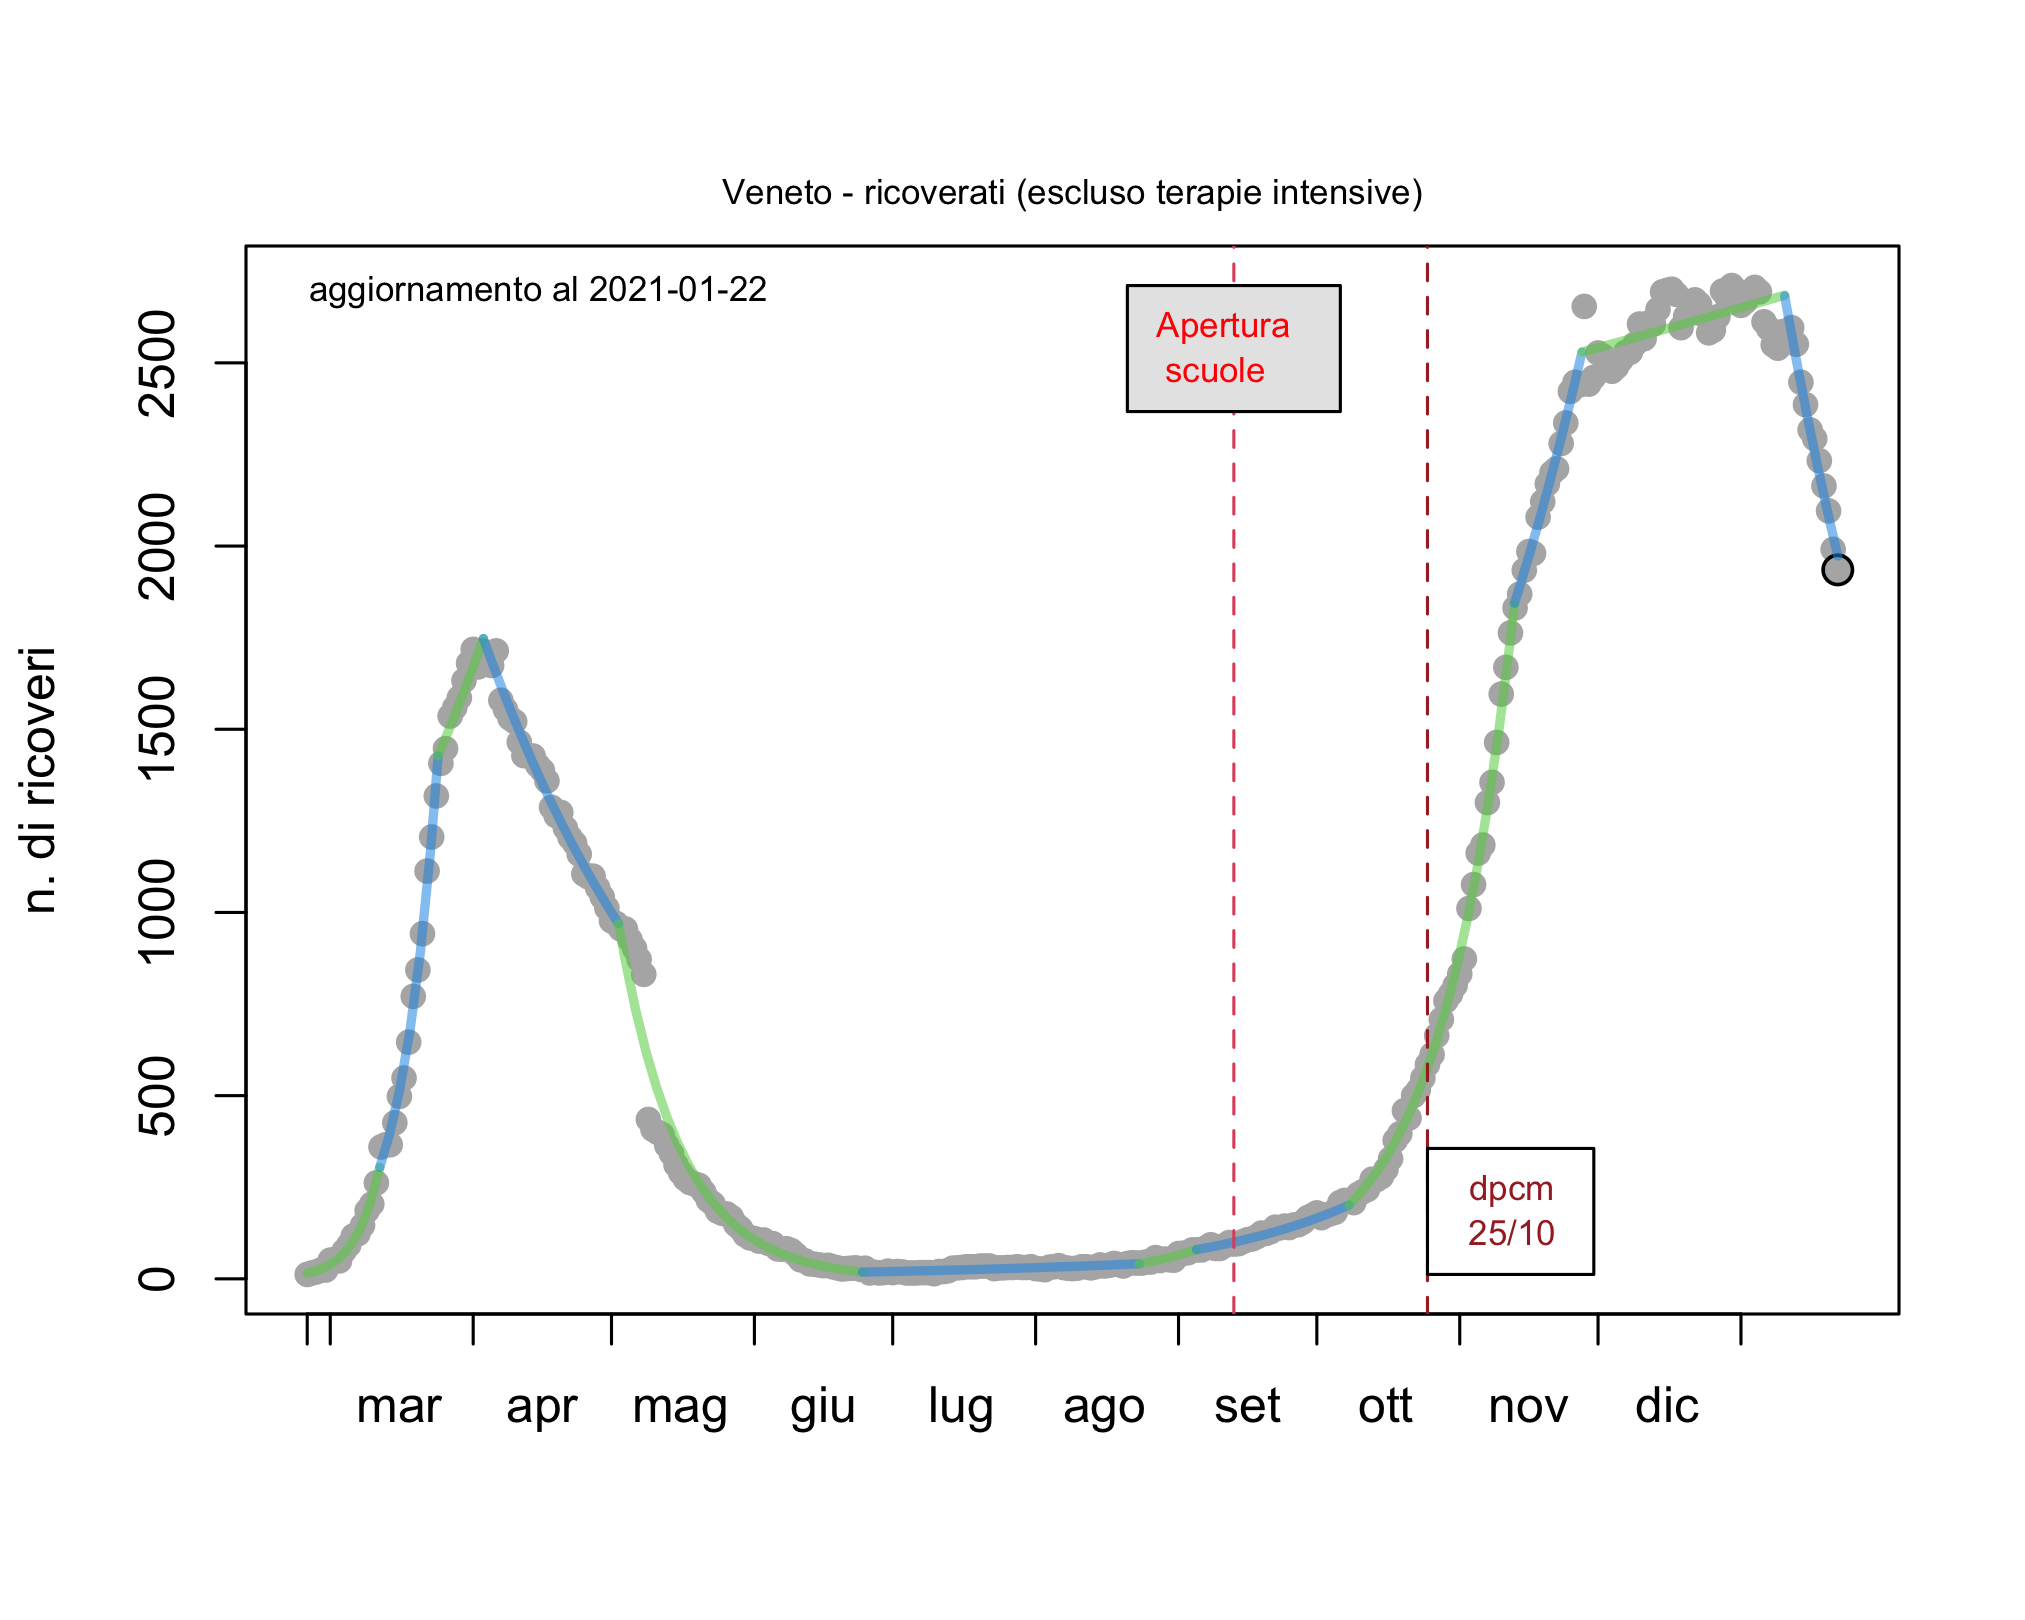 Veneto - ricoverati (escluso terapie intensive)
aggiornamento al 2021-01-22
Apertura
scuole
n. di ricoveri
2500
2000
1500
1000
500
0
dpcm
25/10
mar apr mag giu lug ago set ott nov dic